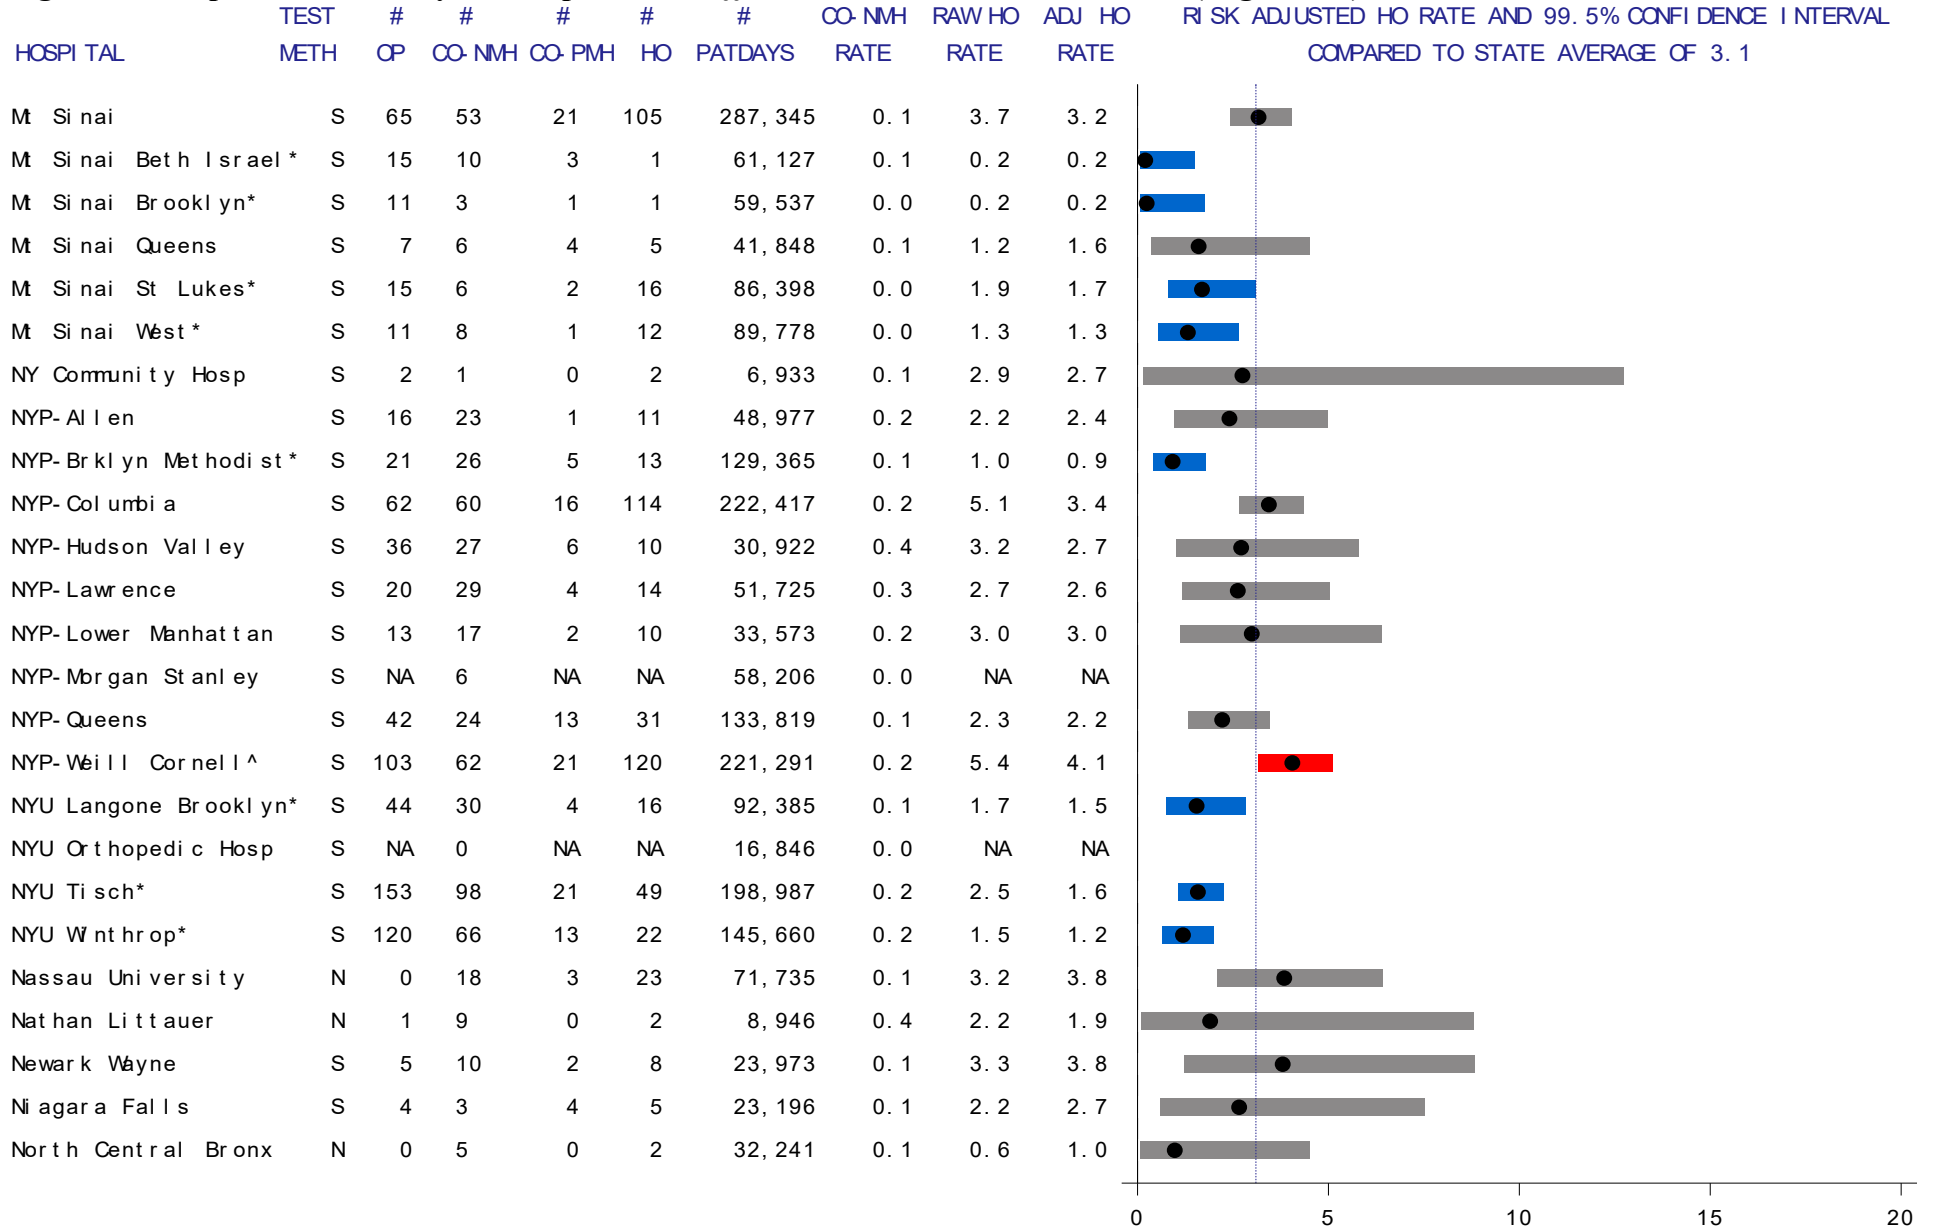 TEST # # # # # CO-NMH RAW HO ADJ HO RISK ADJUSTED HO RATE AND 99.5% CONFIDENCE INTERVAL
HOSPITAL METH OP CO-NMH CO-PMH HO PATDAYS RATE RATE RATE COMPARED TO STATE AVERAGE OF 3.1
Mt Sinai S 65 53 21 105 287,345 0.1 3.7 3.2
Mt Sinai Beth Israel* S 15 10 3 1 61,127 0.1 0.2 0.2
Mt Sinai Brooklyn* S 11 3 1 1 59,537 0.0 0.2 0.2
Mt Sinai Queens S 7 6 4 5 41,848 0.1 1.2 1.6
Mt Sinai St Lukes* S 15 6 2 16 86,398 0.0 1.9 1.7
Mt Sinai West* S 11 8 1 12 89,778 0.0 1.3 1.3
NY Community Hosp S 2 1 0 2 6,933 0.1 2.9 2.7
NYP-Allen S 16 23 1 11 48,977 0.2 2.2 2.4
NYP-Brklyn Methodist* S 21 26 5 13 129,365 0.1 1.0 0.9
NYP-Columbia S 62 60 16 114 222,417 0.2 5.1 3.4
NYP-Hudson Valley S 36 27 6 10 30,922 0.4 3.2 2.7
NYP-Lawrence S 20 29 4 14 51,725 0.3 2.7 2.6
NYP-Lower Manhattan S 13 17 2 10 33,573 0.2 3.0 3.0
NYP-Morgan Stanley S NA 6 NA NA 58,206 0.0 NA NA
NYP-Queens S 42 24 13 31 133,819 0.1 2.3 2.2
NYP-Weill Cornell^ S 103 62 21 120 221,291 0.2 5.4 4.1
NYU Langone Brooklyn* S 44 30 4 16 92,385 0.1 1.7 1.5
NYU Orthopedic Hosp S NA 0 NA NA 16,846 0.0 NA NA
NYU Tisch* S 153 98 21 49 198,987 0.2 2.5 1.6
NYU Winthrop* S 120 66 13 22 145,660 0.2 1.5 1.2
Nassau University N 0 18 3 23 71,735 0.1 3.2 3.8
Nathan Littauer N 1 9 0 2 8,946 0.4 2.2 1.9
Newark Wayne S 5 10 2 8 23,973 0.1 3.3 3.8
Niagara Falls S 4 3 4 5 23,196 0.1 2.2 2.7
North Central Bronx N 0 5 0 2 32,241 0.1 0.6 1.0
0 5 10 15 20